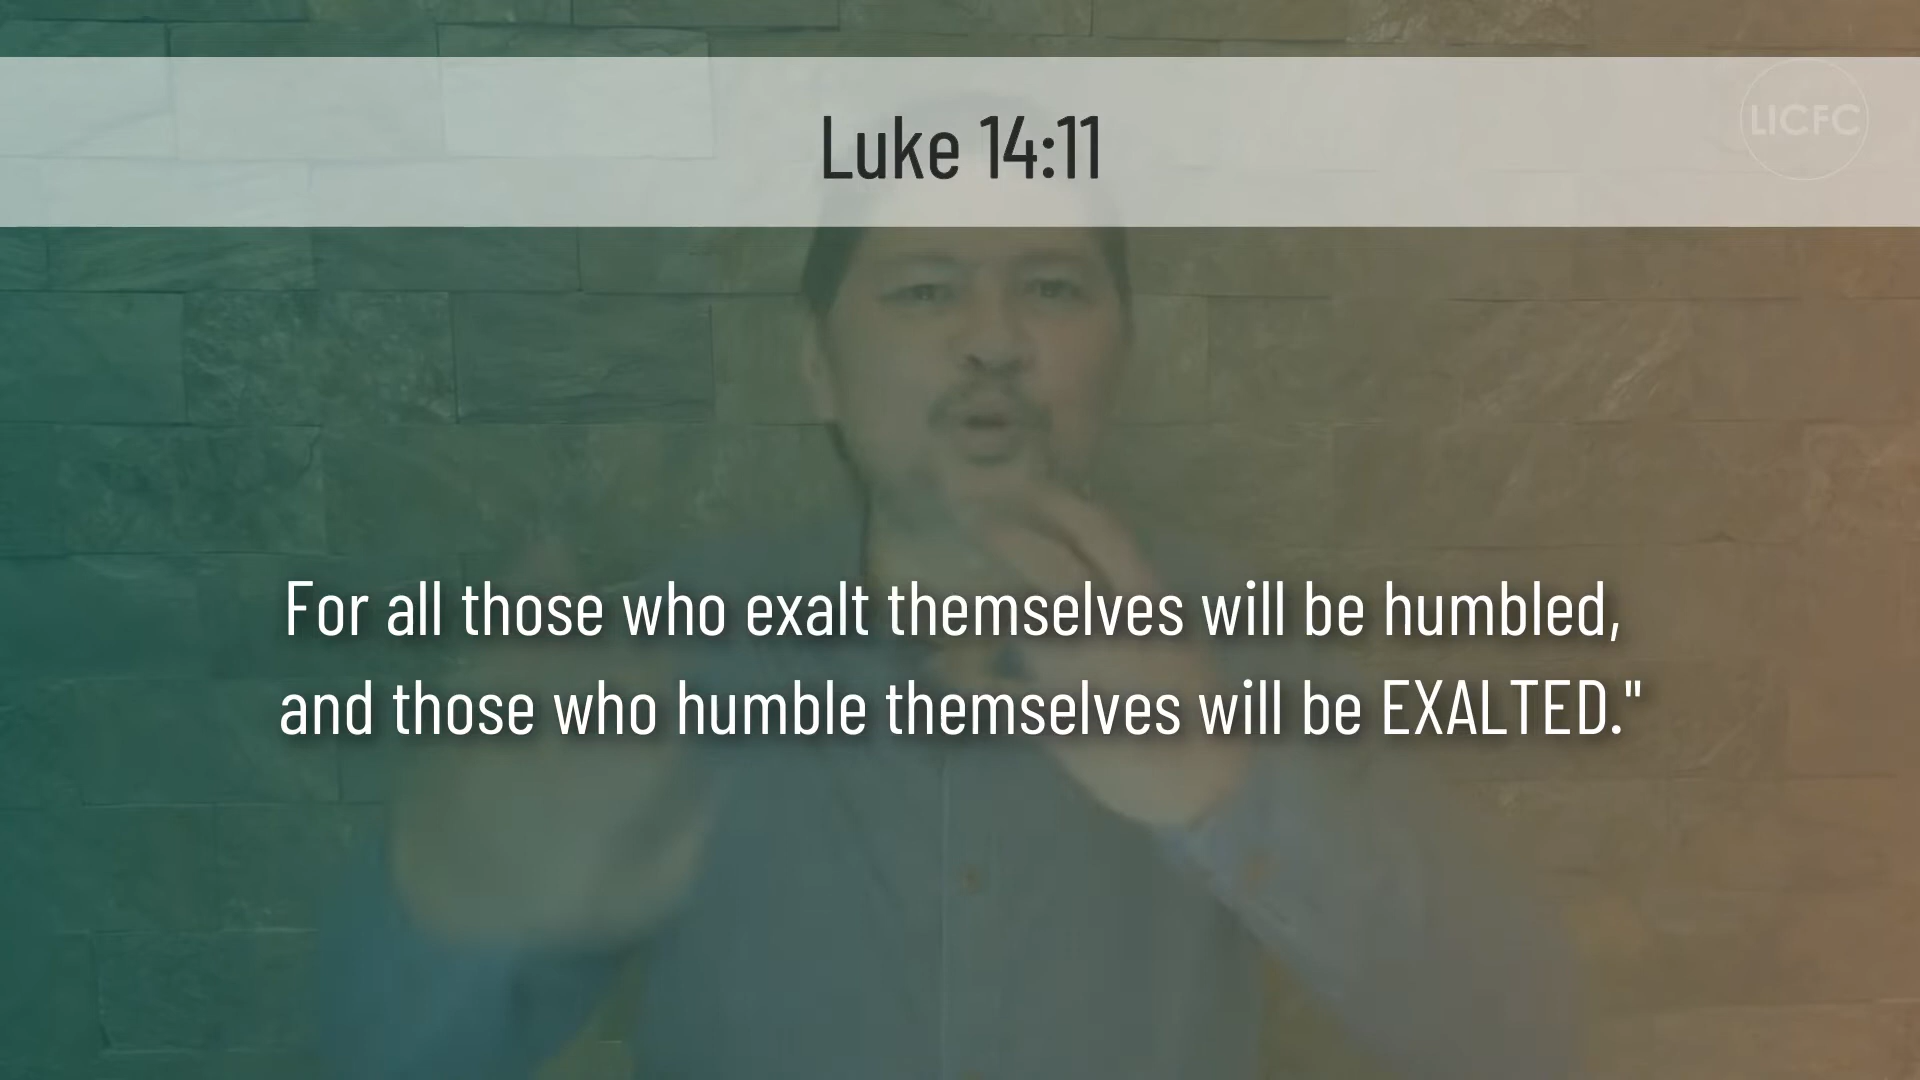 LICFC
Luke 14:11
For all those who exalt themselves will be humbled,
and those who humble themselves will be EXALTED."